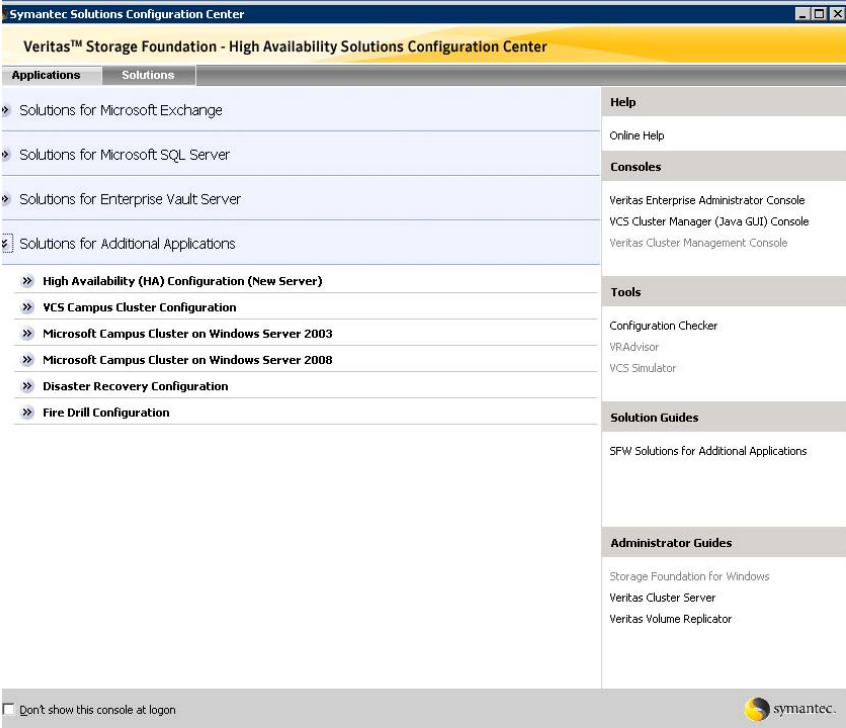 Symantec Solutions Configuration Center
Veritas™ Storage Foundation - High Availability Solutions Configuration Center
Applications Solutions
Solutions for Microsoft Exchange
Solutions for Microsoft SQL Server
Solutions for Enterprise Vault Server
Solutions for Additional Applications
High Availability (HA) Configuration (New Server)
VCS Campus Cluster Configuration
Microsoft Campus Cluster on Windows Server 2003
Microsoft Campus Cluster on Windows Server 2008
Disaster Recovery Configuration
Fire Drill Configuration
Help
Online Help
Consoles
Veritas Enterprise Administrator Console
VCS Cluster Manager (Java GUI) Console
Veritas Cluster Management Console
Tools
Configuration Checker
VRAdvisor
VCS Simulator
Solution Guides
SFW Solutions for Additional Applications
Administrator Guides
Storage Foundation for Windows
Veritas Cluster Server
Veritas Volume Replicator
Don't show this console at logon
symantec.